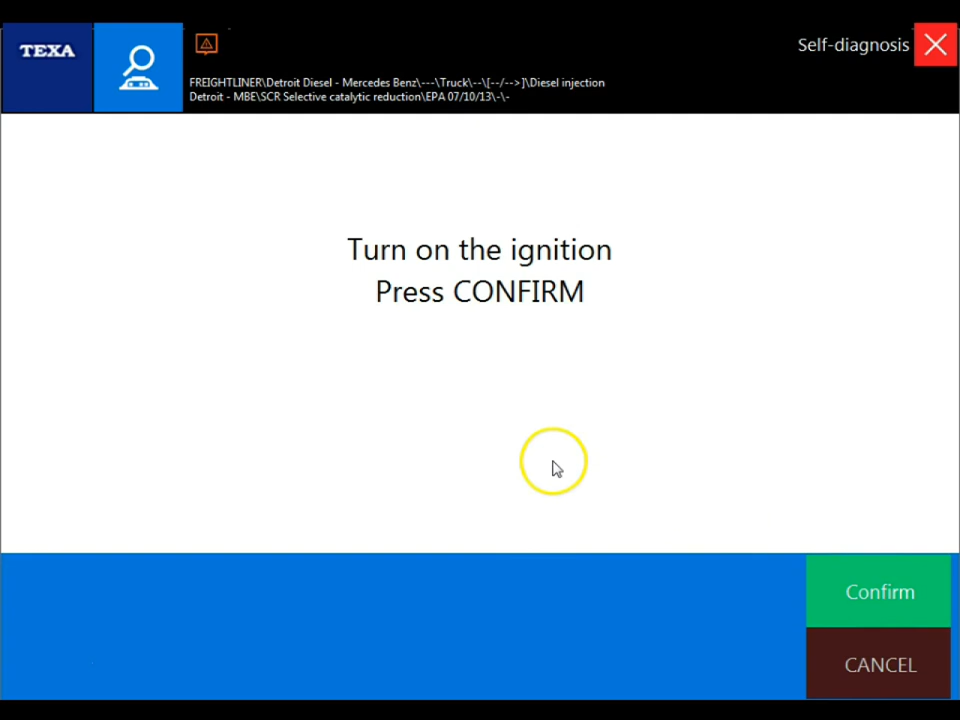 TEXA
Self-diagnosis
FREIGHTLINER\Detroit Diesel - Mercedes Benz\---\Truck\--\[--/-->]\Diesel injection
Detroit - MBE\SCR Selective catalytic reduction\EPA 07/10/13\-\-
Turn on the ignition
Press CONFIRM
Confirm
CANCEL